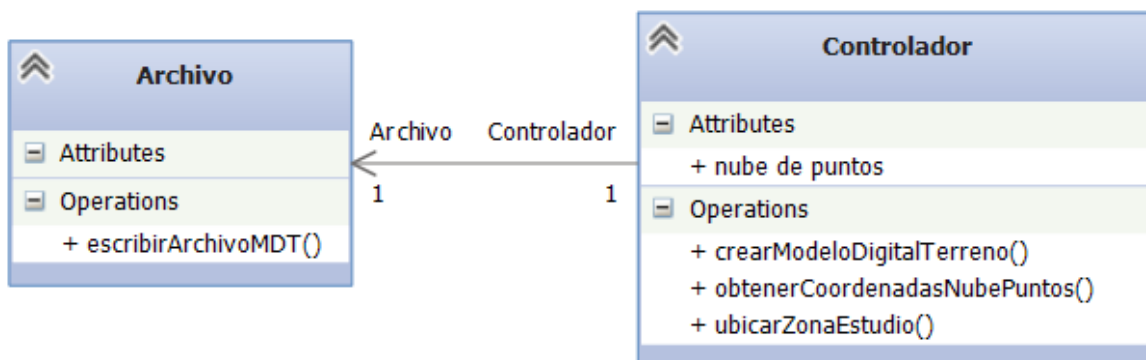 Archivo
Attributes
Operations
+ escribirArchivoMDT()
Archivo Controlador
1 1
Controlador
Attributes
+ nube de puntos
Operations
+ crearModeloDigitalTerreno()
+ obtenerCoordenadasNubePuntos()
+ ubicarZonaEstudio()